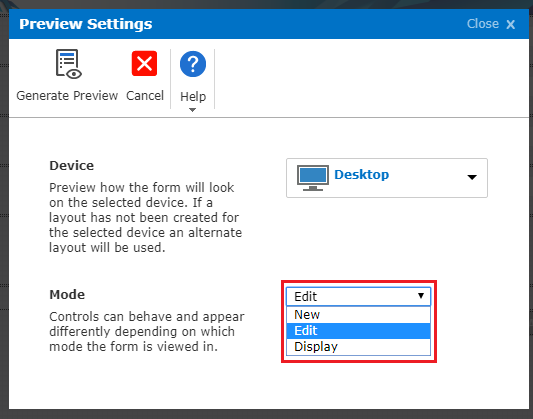 Preview Settings
Close X
Generate Preview
Cancel
?
Help
Device
Preview how the form will look
on the selected device. If a
layout has not been created for
the selected device an alternate
layout will be used.
Desktop
Mode
Controls can behave and appear
differently depending on which
mode the form is viewed in.
Edit
New
Edit
Display